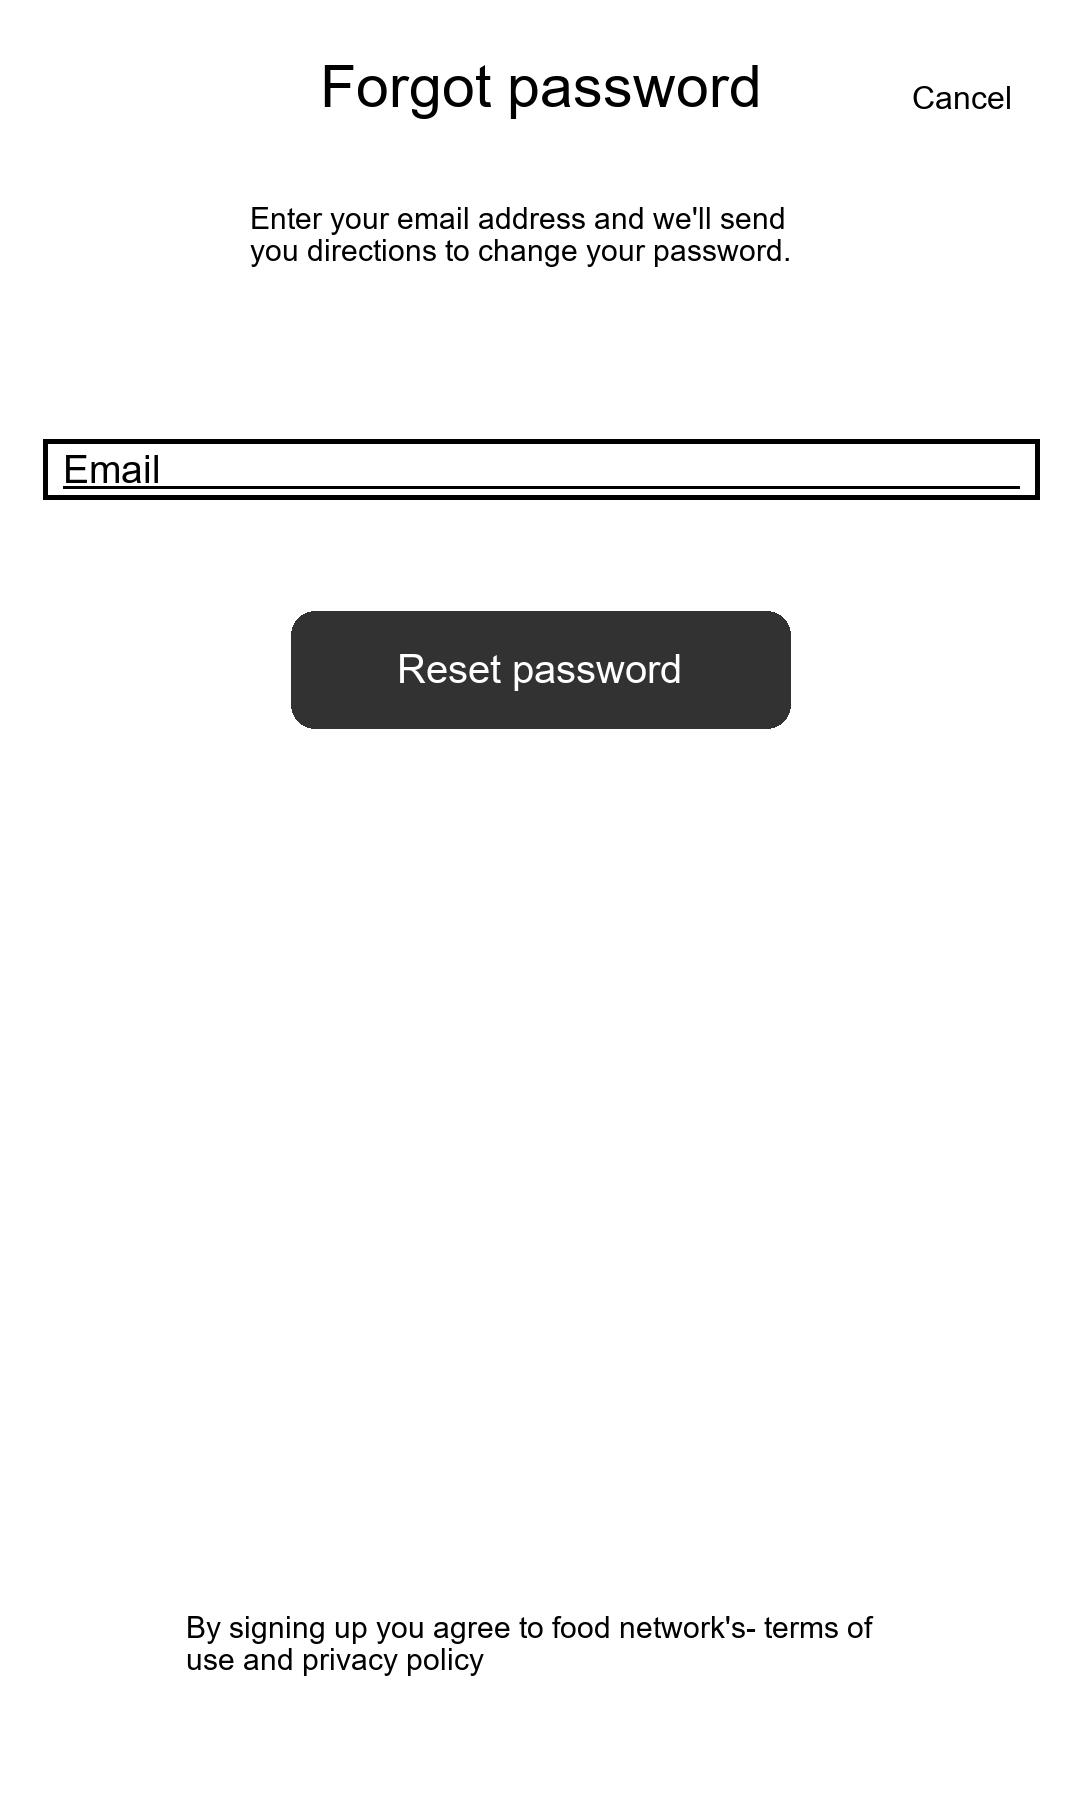 Forgot password
Cancel
Enter your email address and we'll send
you directions to change your password.
Email
Reset password
By signing up you agree to food network's- terms of
use and privacy policy